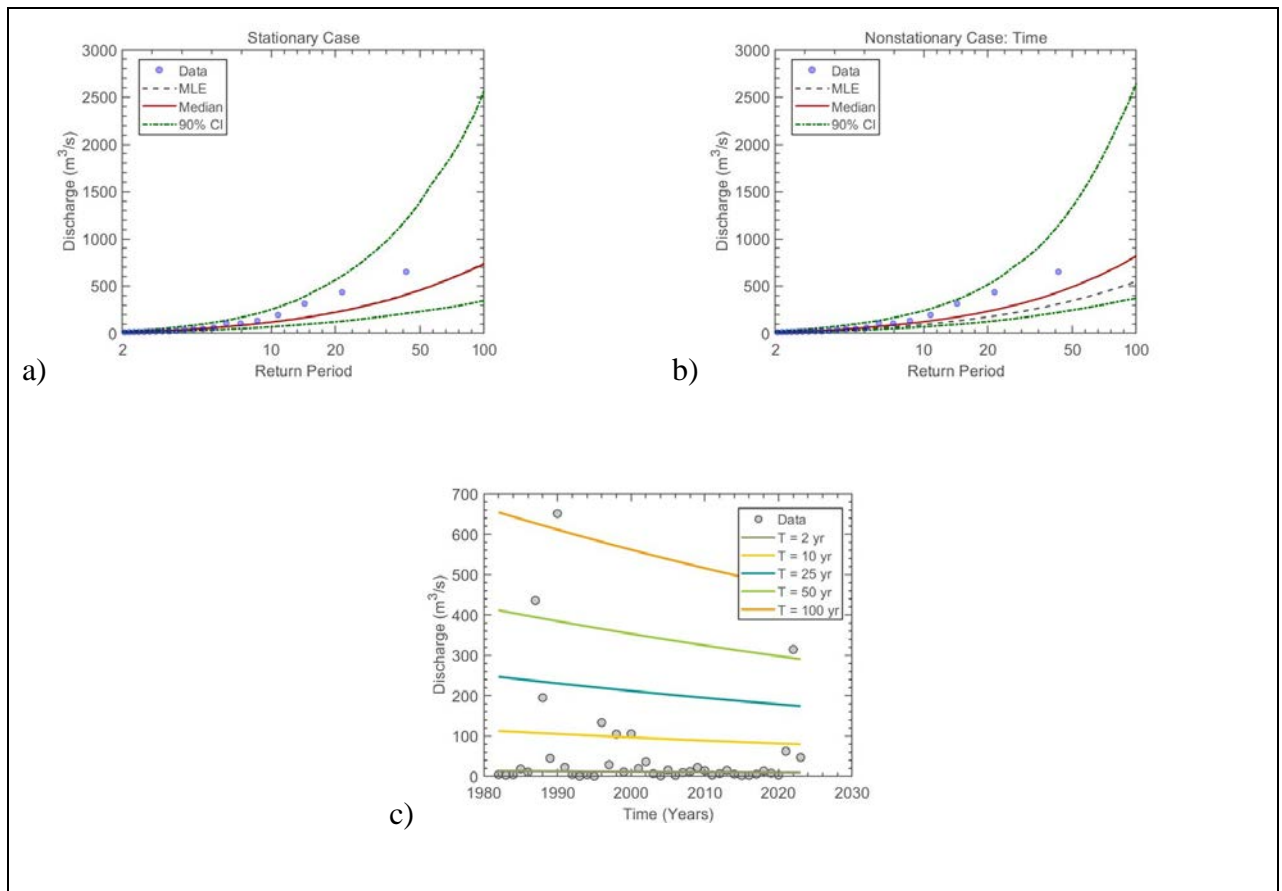 Stationary Case
3000
2500
2000
1500
1000
500
0
Discharge (m³/s)
Data
MLE
Median
90% CI
2 10 20 50 100
Return Period
a)
Nonstationary Case: Time
3000
2500
2000
1500
1000
500
0
Discharge (m³/s)
Data
MLE
Median
90% CI
2 10 20 50 100
Return Period
b)
700
600
500
400
300
200
100
0
Discharge (m³/s)
Data
T = 2 yr
T = 10 yr
T = 25 yr
T = 50 yr
T = 100 yr
1980 1990 2000 2010 2020 2030
Time (Years)
c)